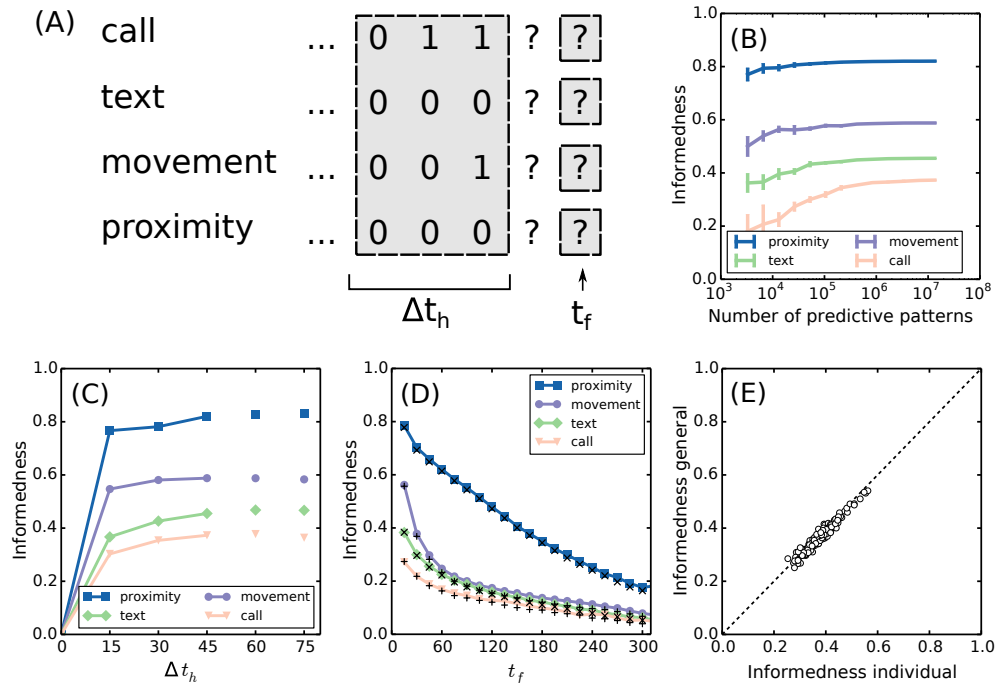 (A)
call ... 0 1 1 ? ?
text ... 0 0 0 ? ?
movement ... 0 0 1 ? ?
proximity ... 0 0 0 ? ?
Δt_h t_f
(B)
Informedness
1.0
0.8
0.6
0.4
0.2
0.0
proximity movement
text call
10^3 10^4 10^5 10^6 10^7 10^8
Number of predictive patterns
(C)
Informedness
1.0
0.8
0.6
0.4
0.2
0.0
proximity movement
text call
0 15 30 45 60 75
Δ t_h
(D)
Informedness
1.0
0.8
0.6
0.4
0.2
0.0
proximity
movement
text
call
0 60 120 180 240 300
t_f
(E)
Informedness general
1.0
0.8
0.6
0.4
0.2
0.0
0.0 0.2 0.4 0.6 0.8 1.0
Informedness individual